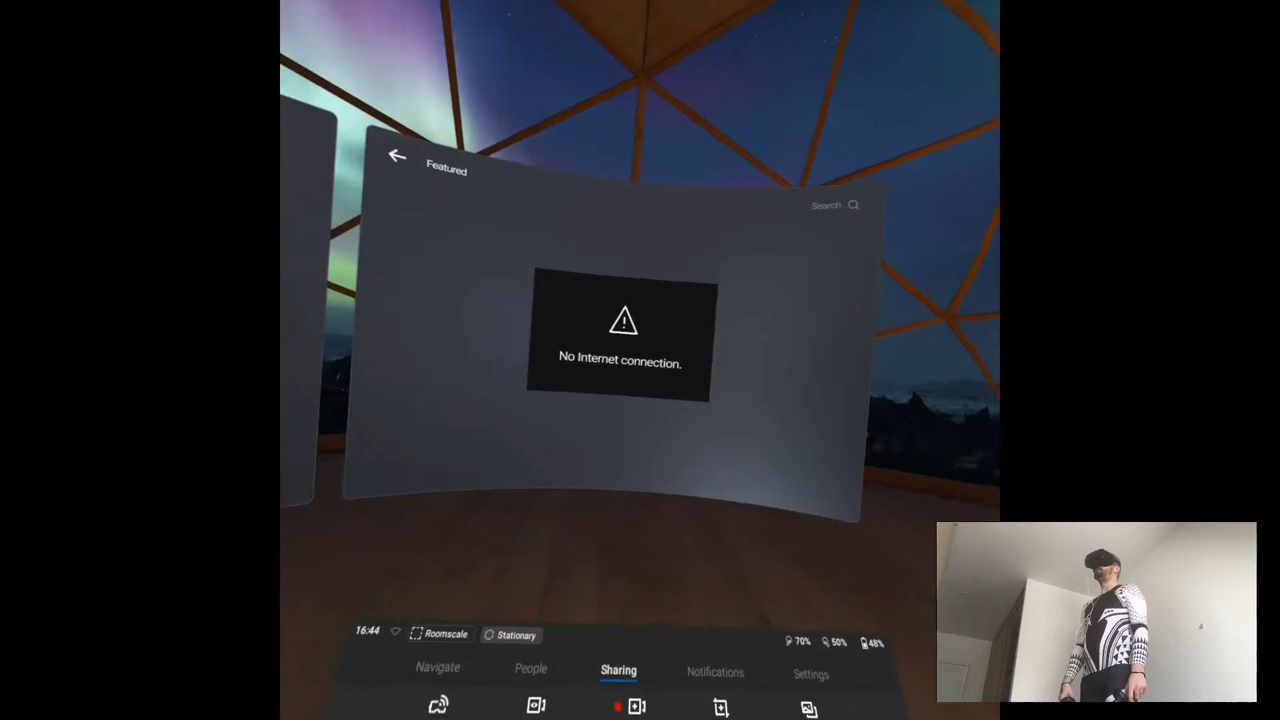 Featured
Search
No Internet connection.
16:44 Roomscale Stationary 70% 50% 48%
Navigate People Sharing Notifications Settings